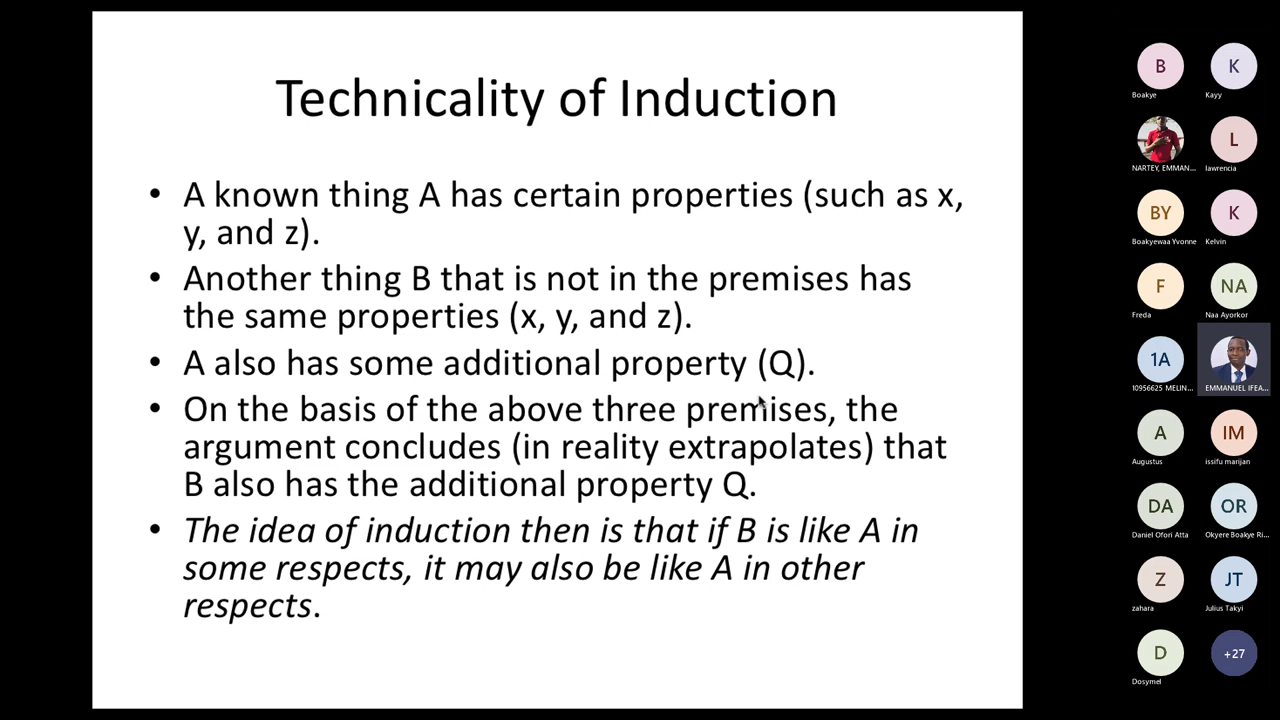 Technicality of Induction
• A known thing A has certain properties (such as x,
y, and z).
• Another thing B that is not in the premises has
the same properties (x, y, and z).
• A also has some additional property (Q).
• On the basis of the above three premises, the
argument concludes (in reality extrapolates) that
B also has the additional property Q.
• The idea of induction then is that if B is like A in
some respects, it may also be like A in other
respects.
B
Boakye
K
Kayy
NARTEY, EMMAN...
L
lawrencia
BY
Boakyewaa Yvonne
K
Kelvin
F
Freda
NA
Naa Ayorkor
1A
10956625 MELIN...
EMMANUEL IFEA...
A
Augustus
IM
issifu marijan
DA
Daniel Ofori Atta
OR
Okyere Boakye Ri...
Z
zahara
JT
Julius Takyi
D
Dosymel
+27